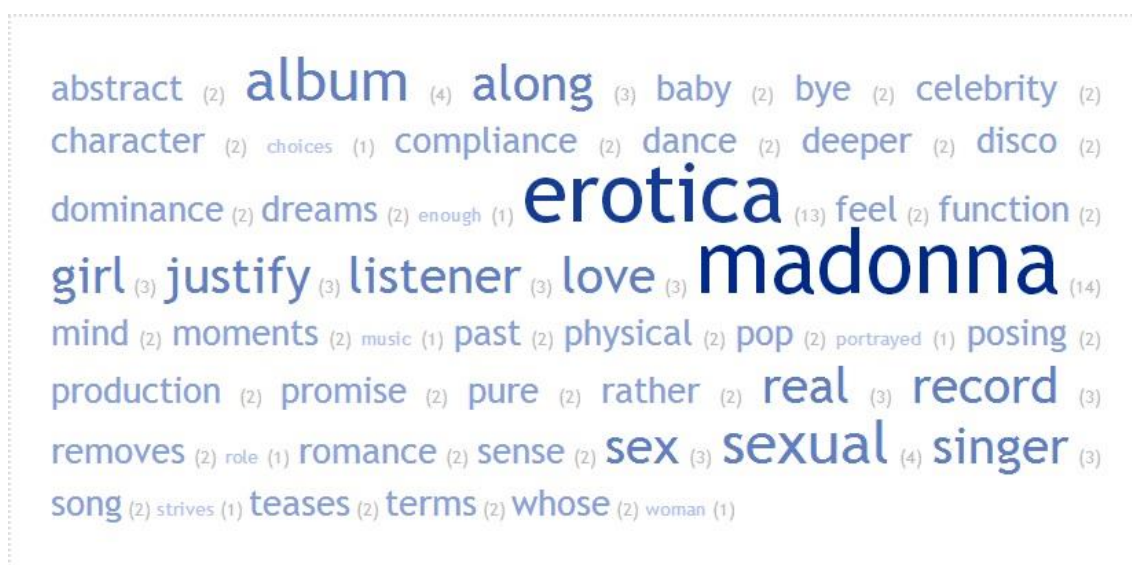 abstract (2) album (4) along (3) baby (2) bye (2) celebrity (2)
character (2) choices (1) compliance (2) dance (2) deeper (2) disco (2)
dominance (2) dreams (2) enough (1) erotica (13) feel (2) function (2)
girl (3) justify (3) listener (3) love (3) madonna (14)
mind (2) moments (2) music (1) past (2) physical (2) pop (2) portrayed (1) posing (2)
production (2) promise (2) pure (2) rather (2) real (3) record (3)
removes (2) role (1) romance (2) sense (2) sex (3) sexual (4) singer (3)
song (2) strives (1) teases (2) terms (2) whose (2) woman (1)